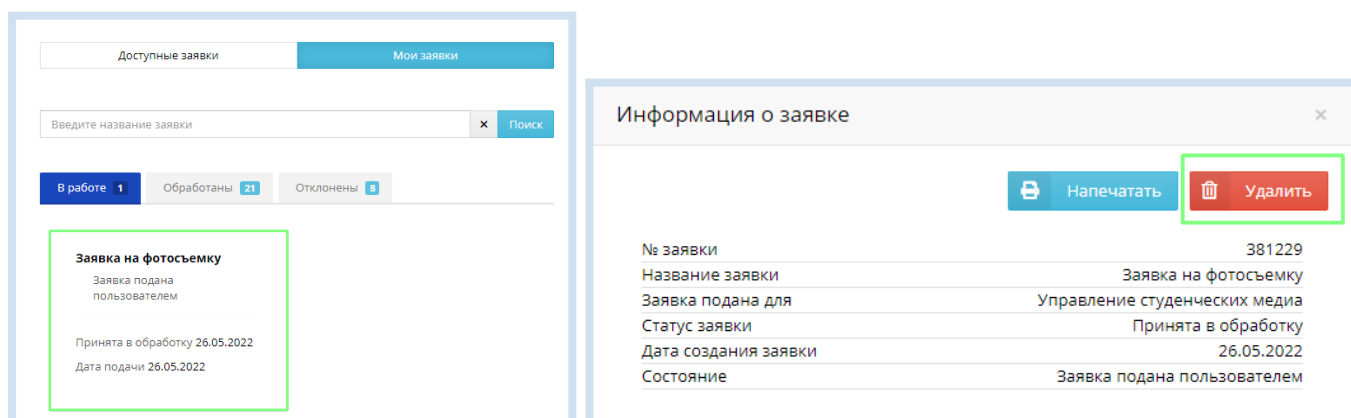 Доступные заявки
Мои заявки
Введите название заявки
× Поиск
В работе 1
Обработаны 21
Отклонены 8
Заявка на фотосъемку
Заявка подана
пользователем
Принята в обработку 26.05.2022
Дата подачи 26.05.2022
Информация о заявке ×
Напечатать
Удалить
№ заявки 381229
Название заявки Заявка на фотосъемку
Заявка подана для Управление студенческих медиа
Статус заявки Принята в обработку
Дата создания заявки 26.05.2022
Состояние Заявка подана пользователем